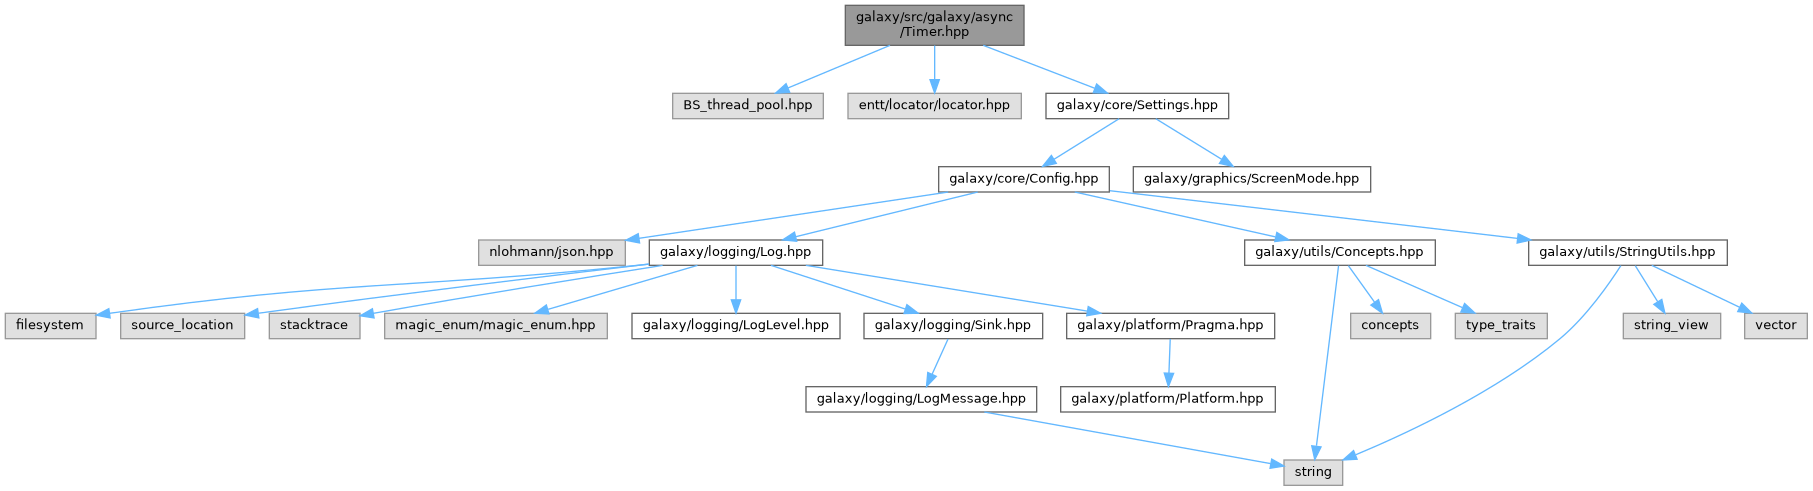 galaxy/src/galaxy/async
/Timer.hpp
BS_thread_pool.hpp
entt/locator/locator.hpp
galaxy/core/Settings.hpp
galaxy/core/Config.hpp
galaxy/graphics/ScreenMode.hpp
nlohmann/json.hpp
galaxy/logging/Log.hpp
galaxy/utils/Concepts.hpp
galaxy/utils/StringUtils.hpp
filesystem
source_location
stacktrace
magic_enum/magic_enum.hpp
galaxy/logging/LogLevel.hpp
galaxy/logging/Sink.hpp
galaxy/platform/Pragma.hpp
concepts
type_traits
string_view
vector
galaxy/logging/LogMessage.hpp
galaxy/platform/Platform.hpp
string